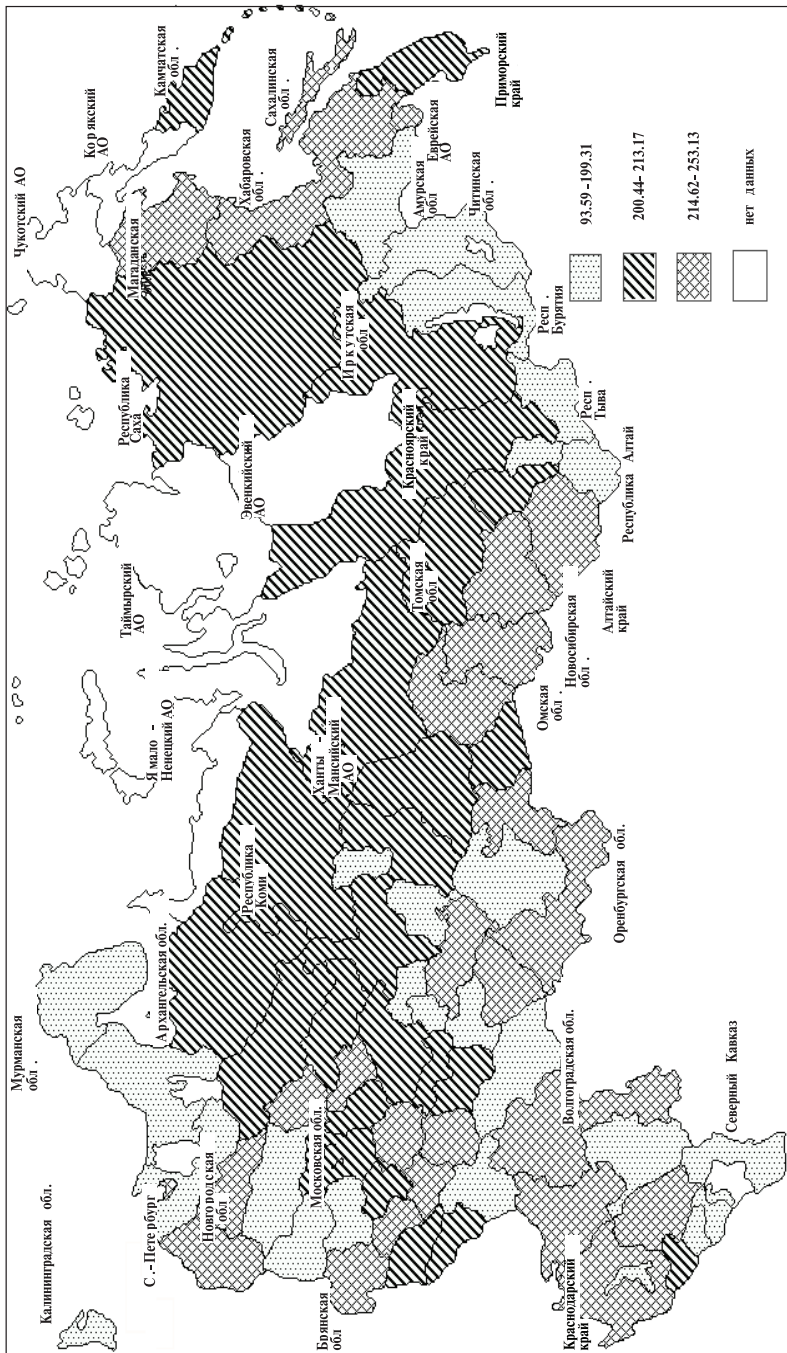 Калининградская обл.
Мурманская
обл .
С .-Петербург
Новгородская
обл
Архангельская обл.
Московская обл.
Брянская
обл
Республика
Коми
Ямало -
Ненецкий АО
Ханты -
Мансийский
АО
Таймырский
АО
Эвенкийский
АО
Республика
Саха
Чукотский АО
Корякский
АО
Камчатская
обл .
Магаданская
Хабаровская
обл .
Сахалинская
обл .
Приморский
край
Еврейская
АО
Амурская
обл
Читинская
обл .
Иркутская
обл
Респ .
Бурятия
Красноярский
край
Респ .
Тыва
Республика Алтай
Томская
обл
Алтайский
край
Новосибирская
обл .
Омская
обл .
Оренбургская обл.
Волгоградская обл.
Краснодарский
край
Северный Кавказ
93.59 -199.31
200.44- 213.17
214.62- 253.13
нет данных